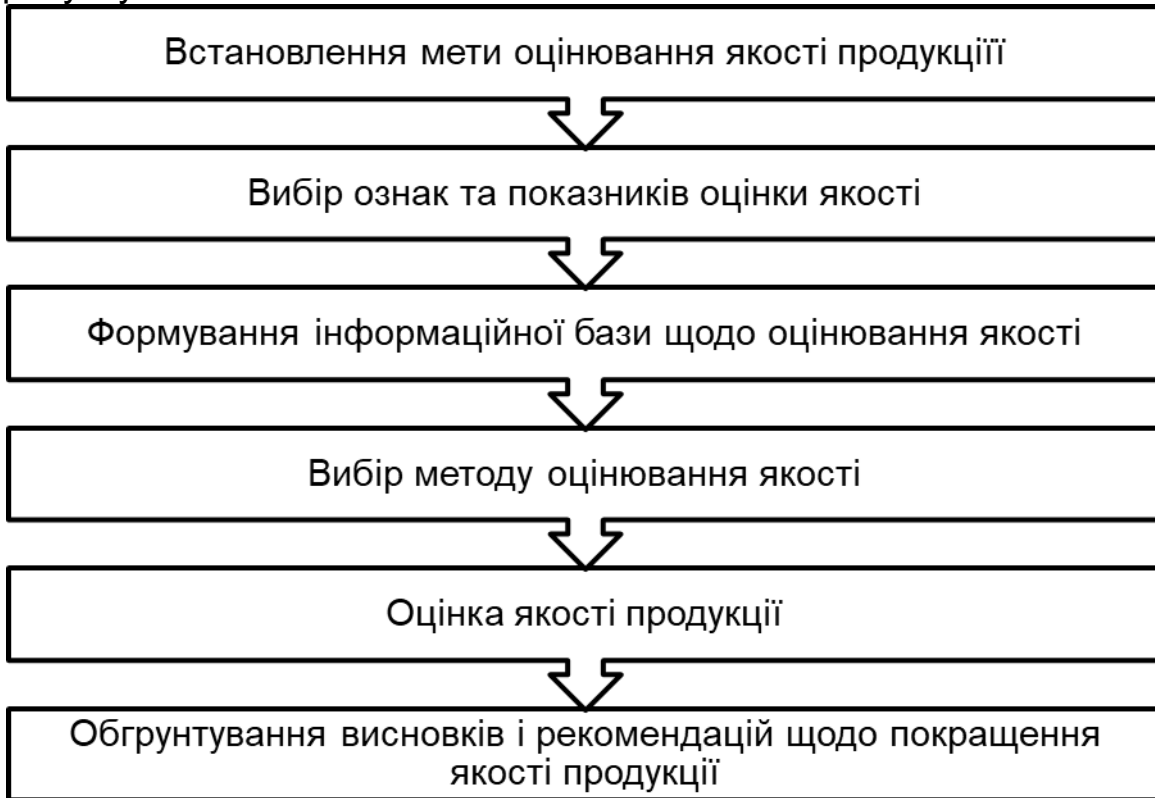 Встановлення мети оцінювання якості продукціїї
Вибір ознак та показників оцінки якості
Формування інформаційної бази щодо оцінювання якості
Вибір методу оцінювання якості
Оцінка якості продукції
Обгрунтування висновків і рекомендацій щодо покращення
якості продукції